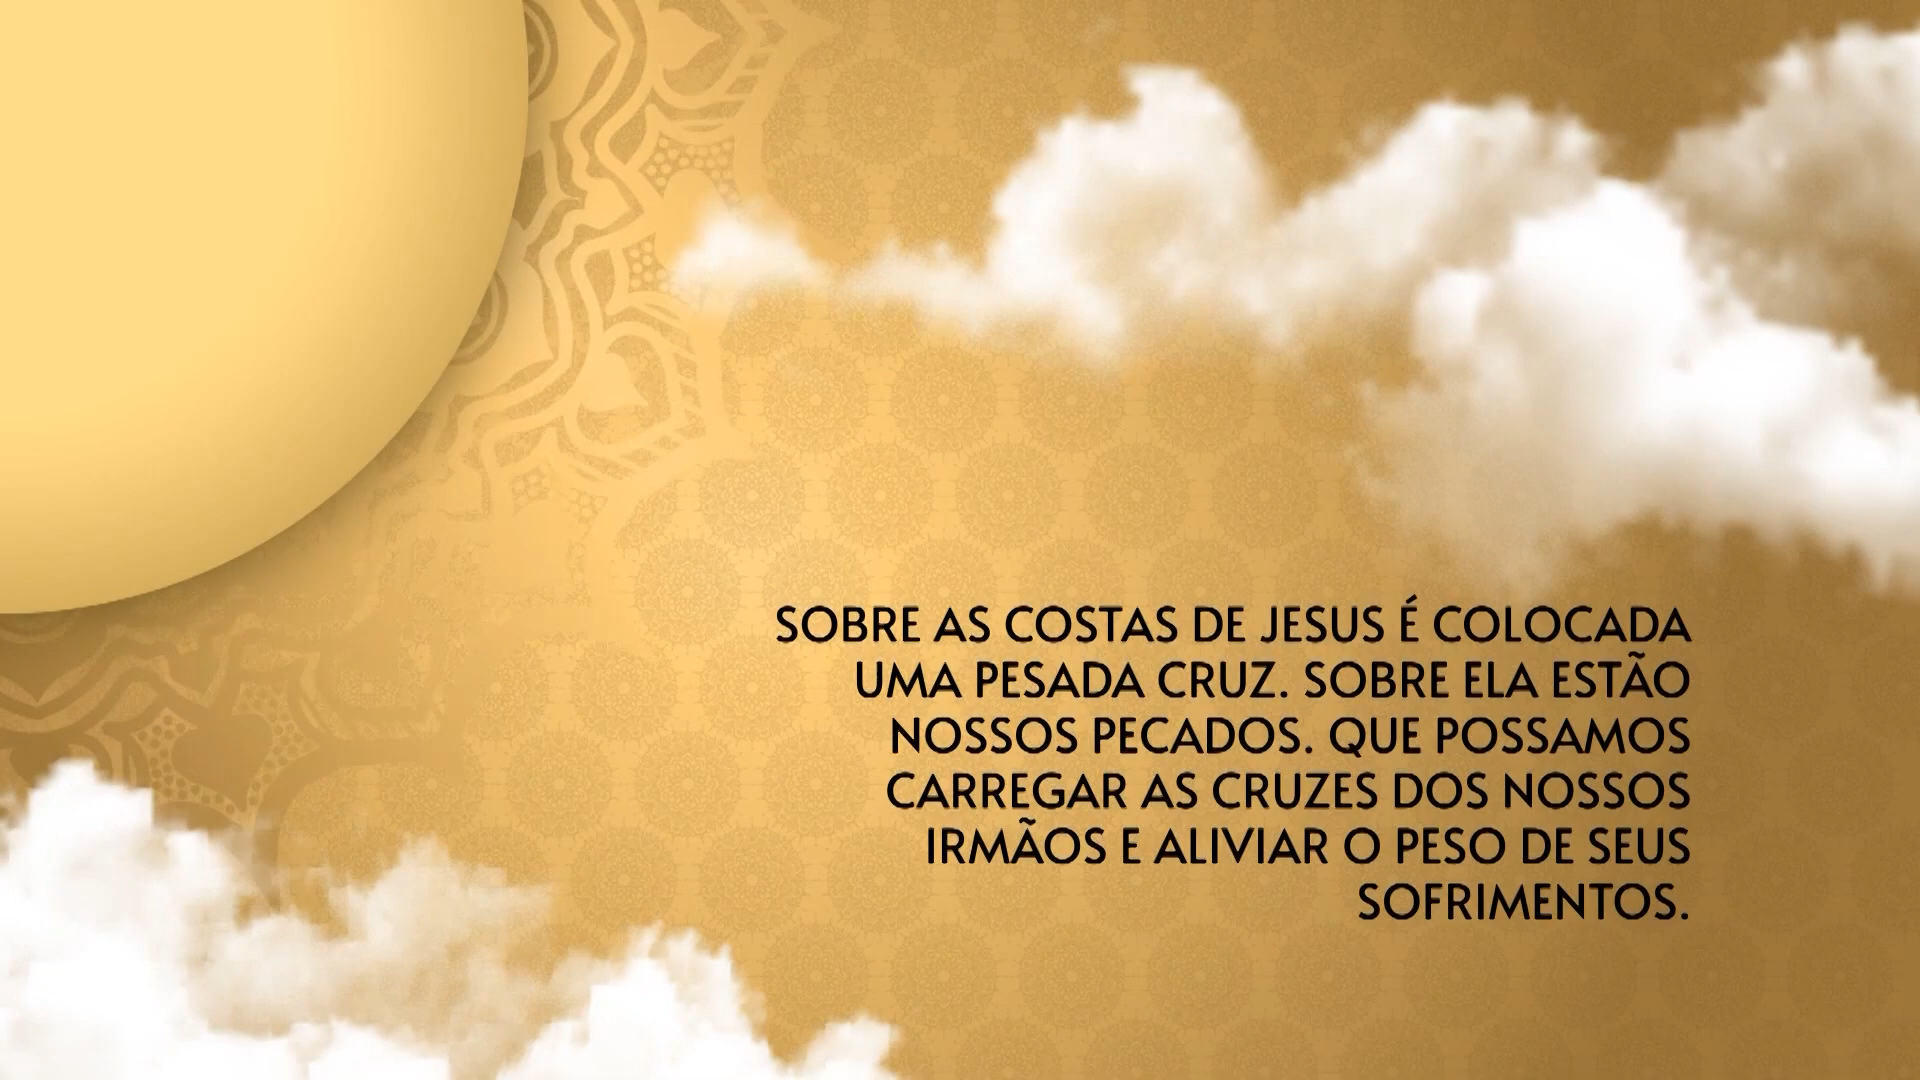 SOBRE AS COSTAS DE JESUS É COLOCADA
UMA PESADA CRUZ. SOBRE ELA ESTÃO
NOSSOS PECADOS. QUE POSSAMOS
CARREGAR AS CRUZES DOS NOSSOS
IRMÃOS E ALIVIAR O PESO DE SEUS
SOFRIMENTOS.